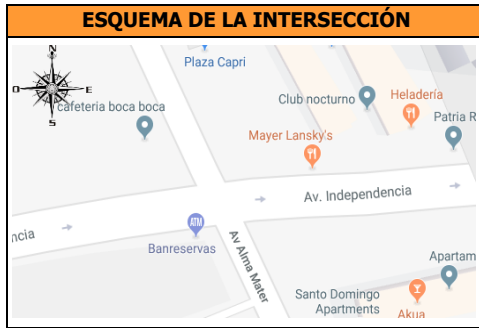 ESQUEMA DE LA INTERSECCIÓN
N
O
E
S
Plaza Capri
cafeteria boca boca
Club nocturno
Heladería
Patria R
Mayer Lansky's
Av. Independencia
ncia
ATM
Banreservas
Av Alma Mater
Apartam
Santo Domingo
Apartments
Akua